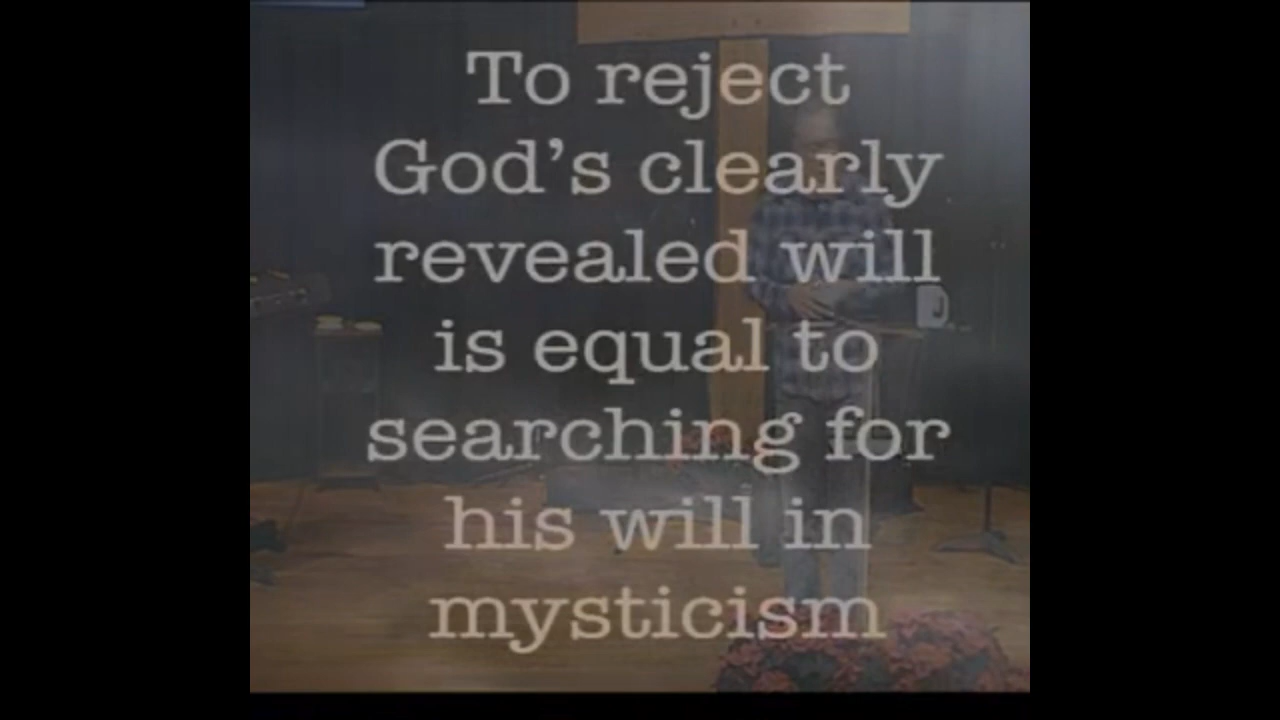 To reject
God’s clearly
revealed will
is equal to
searching for
his will in
mysticism